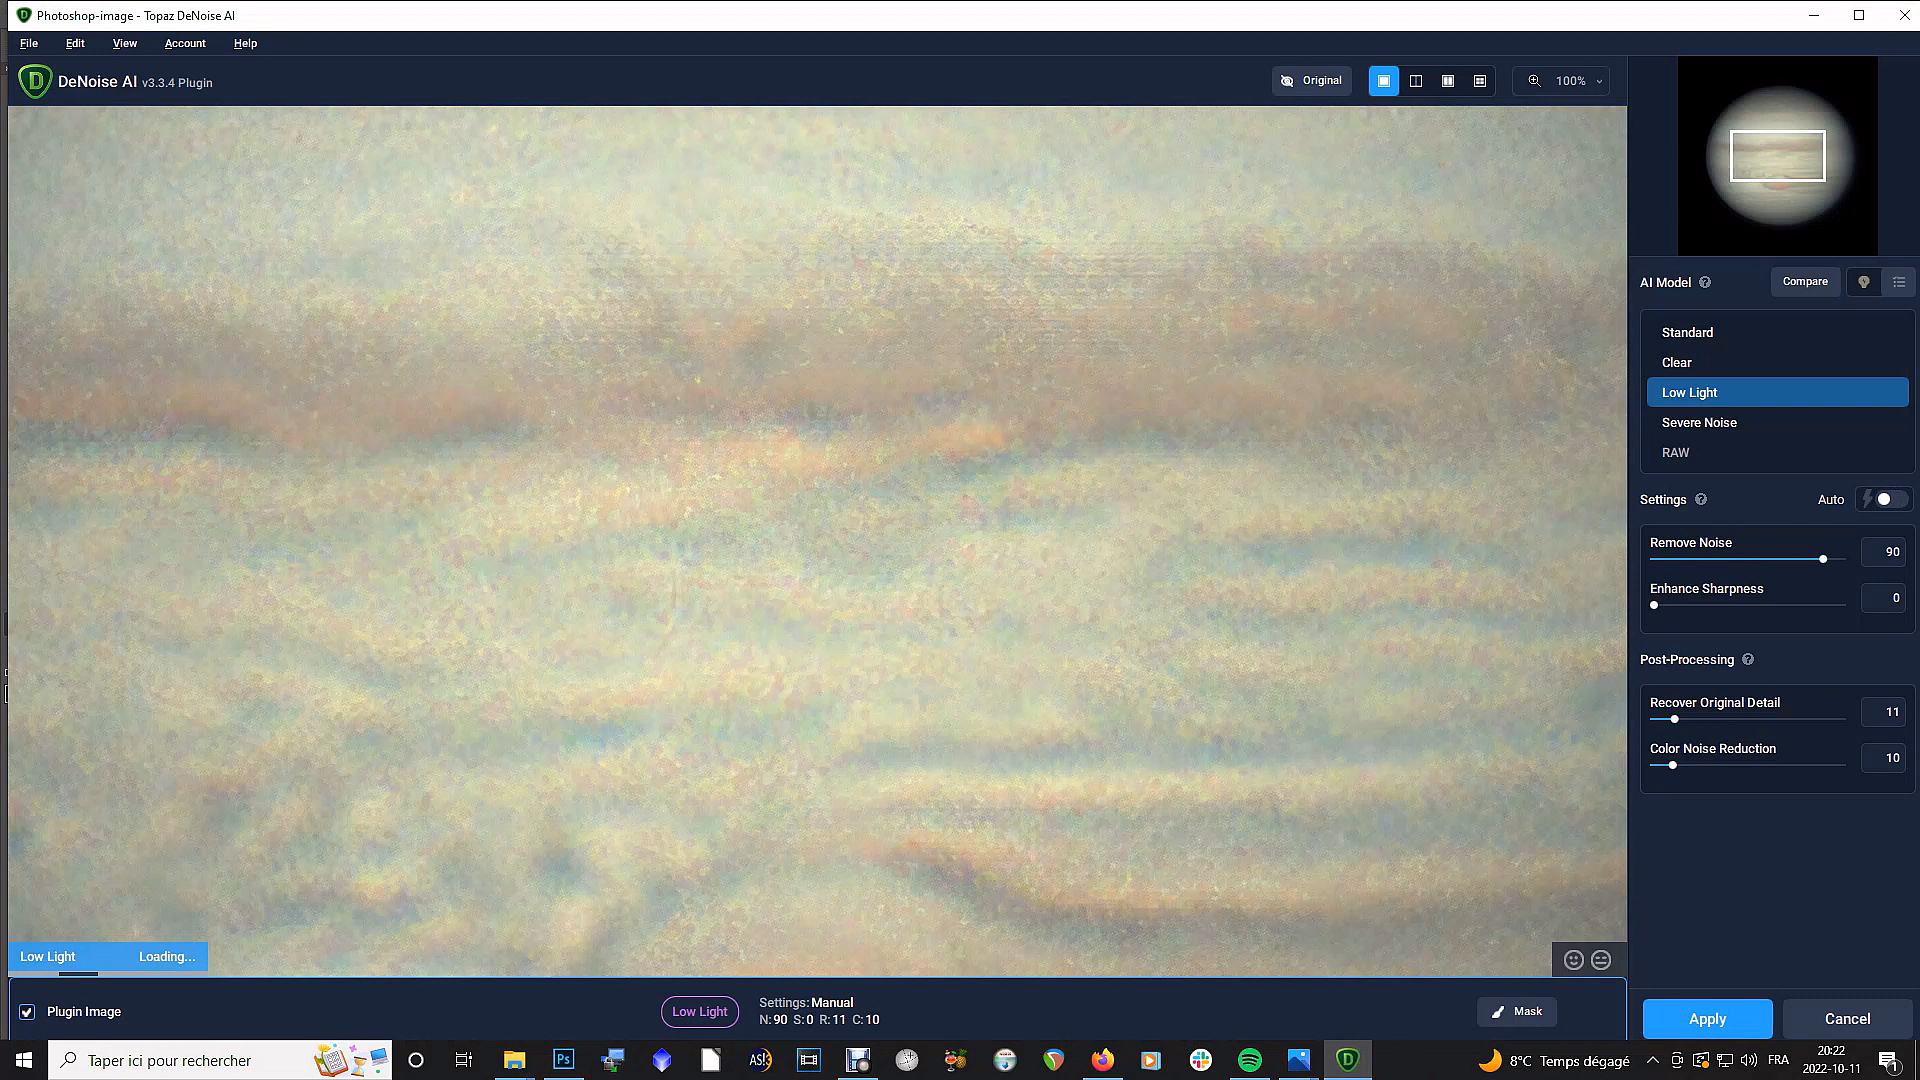 Photoshop-image - Topaz DeNoise AI
File Edit View Account Help
DeNoise AI v3.3.4 Plugin
Original
100%
AI Model
Compare
Standard
Clear
Low Light
Severe Noise
RAW
Settings
Auto
Remove Noise
90
Enhance Sharpness
0
Post-Processing
Recover Original Detail
11
Color Noise Reduction
10
Low Light Loading...
Plugin Image
Low Light
Settings: Manual
N:90 S:0 R:11 C:10
Mask
Apply
Cancel
Taper ici pour rechercher
Ps
AS!
8°C Temps dégagé
FRA
20:22
2022-10-11
1